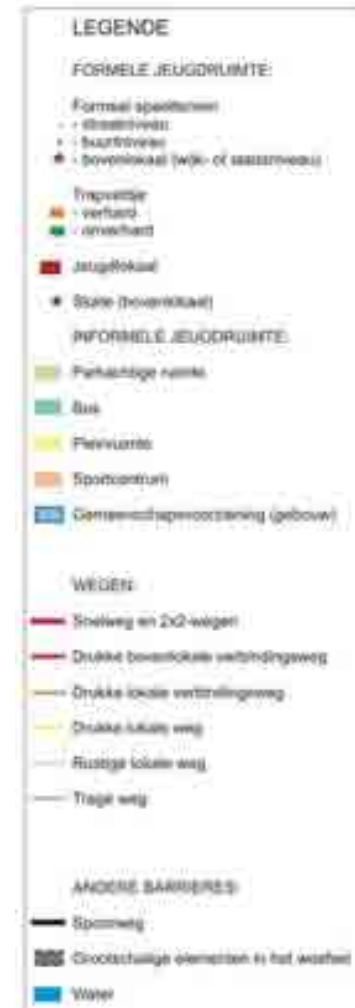 LEGENDE
FORMELE JEUGDRUIMTE:
Formeel speelterrein
- straatniveau
- buurtniveau
- bovenlokaal (wijk- of stadsniveau)
Trapveldje
- verhard
- onverhard
Jeugdlokaal
Skate (bovenlokaal)
INFORMELE JEUGDRUIMTE:
Parkachtige ruimte
Bos
Pleinruimte
Sportcentrum
Gemeenschapsvoorziening (gebouw)
WEGEN:
Snelweg en 2x2-wegen
Drukke bovenlokale verbindingsweg
Drukke lokale verbindingsweg
Drukke lokale weg
Rustige lokale weg
Trage weg
ANDERE BARRIERES:
Spoorweg
Grootschalige elementen in het weefsel
Water